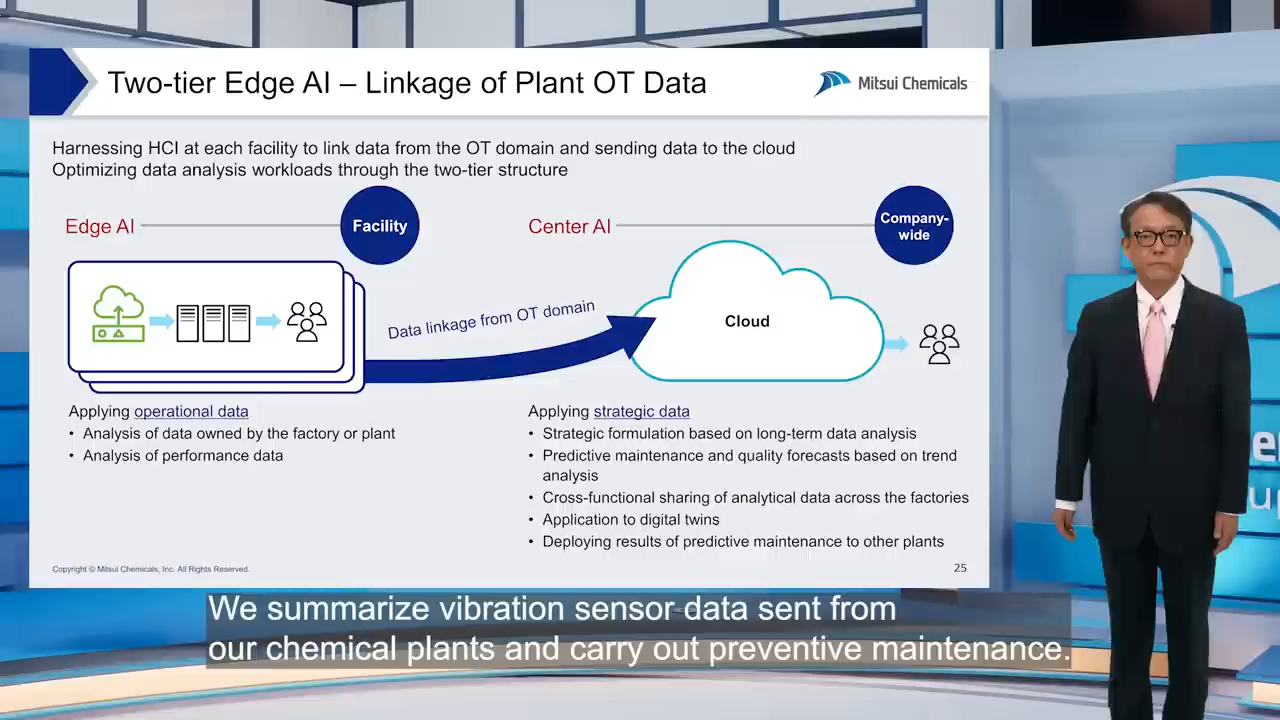 Two-tier Edge AI – Linkage of Plant OT Data
Mitsui Chemicals
Harnessing HCI at each facility to link data from the OT domain and sending data to the cloud
Optimizing data analysis workloads through the two-tier structure
Edge AI
Facility
Center AI
Company-
wide
Data linkage from OT domain
Cloud
Applying operational data
• Analysis of data owned by the factory or plant
• Analysis of performance data
Applying strategic data
• Strategic formulation based on long-term data analysis
• Predictive maintenance and quality forecasts based on trend
analysis
• Cross-functional sharing of analytical data across the factories
• Application to digital twins
• Deploying results of predictive maintenance to other plants
Copyright © Mitsui Chemicals, Inc. All Rights Reserved.
25
We summarize vibration sensor data sent from
our chemical plants and carry out preventive maintenance.